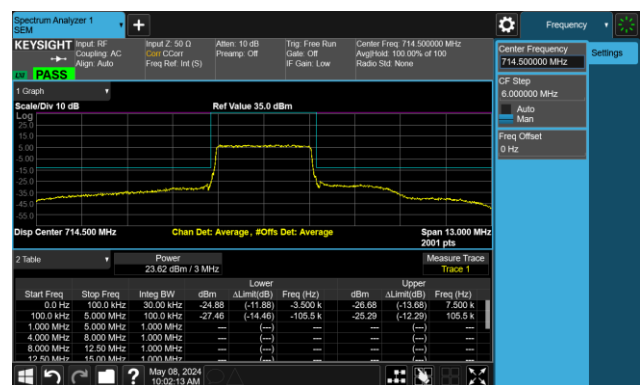 Spectrum Analyzer 1
SEM
Frequency
KEYSIGHT Input: RF
Coupling: AC
Align: Auto
Input Z: 50 Ω
Corr CCorr
Freq Ref: Int (S)
Atten: 10 dB
Preamp: Off
Trig: Free Run
Gate: Off
IF Gain: Low
Center Freq: 714.500000 MHz
Avg|Hold: 100.00% of 100
Radio Std: None
PASS
Center Frequency
714.500000 MHz
Settings
CF Step
6.000000 MHz
Auto
Man
Freq Offset
0 Hz
1 Graph
Scale/Div 10 dB
Ref Value 35.0 dBm
Log
25.0
15.0
5.00
-5.00
-15.0
-25.0
-35.0
-45.0
-55.0
Disp Center 714.500 MHz
Chan Det: Average , #Offs Det: Average
Span 13.000 MHz
2001 pts
2 Table
Power
23.62 dBm / 3 MHz
Measure Trace
Trace 1
Lower Upper
Start Freq Stop Freq Integ BW dBm ΔLimit(dB) Freq (Hz) dBm ΔLimit(dB) Freq (Hz)
0.0 Hz 100.0 kHz 30.00 kHz -24.88 (-11.88) -3.500 k -26.68 (-13.68) 7.500 k
100.0 kHz 5.000 MHz 100.0 kHz -27.46 (-14.46) -105.5 k -25.29 (-12.29) 105.5 k
1.000 MHz 5.000 MHz 1.000 MHz --- (---) --- --- (---) ---
4.000 MHz 8.000 MHz 1.000 MHz --- (---) --- --- (---) ---
8.000 MHz 12.50 MHz 1.000 MHz --- (---) --- --- (---) ---
12.50 MHz 15.00 MHz 1.000 MHz --- (---) --- --- (---) ---
May 08, 2024
10:02:13 AM